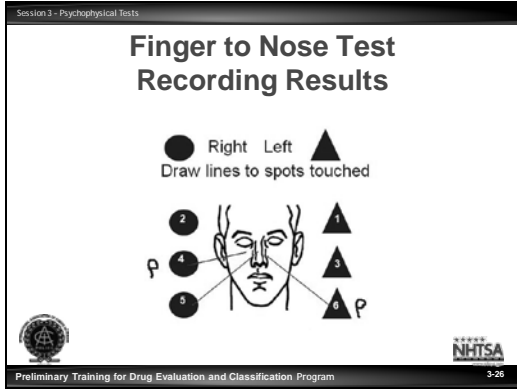 Session 3 - Psychophysical Tests
Finger to Nose Test
Recording Results
Right Left
Draw lines to spots touched
2 1
P 4 3
5 6 P
NHTSA
Preliminary Training for Drug Evaluation and Classification Program 3-26